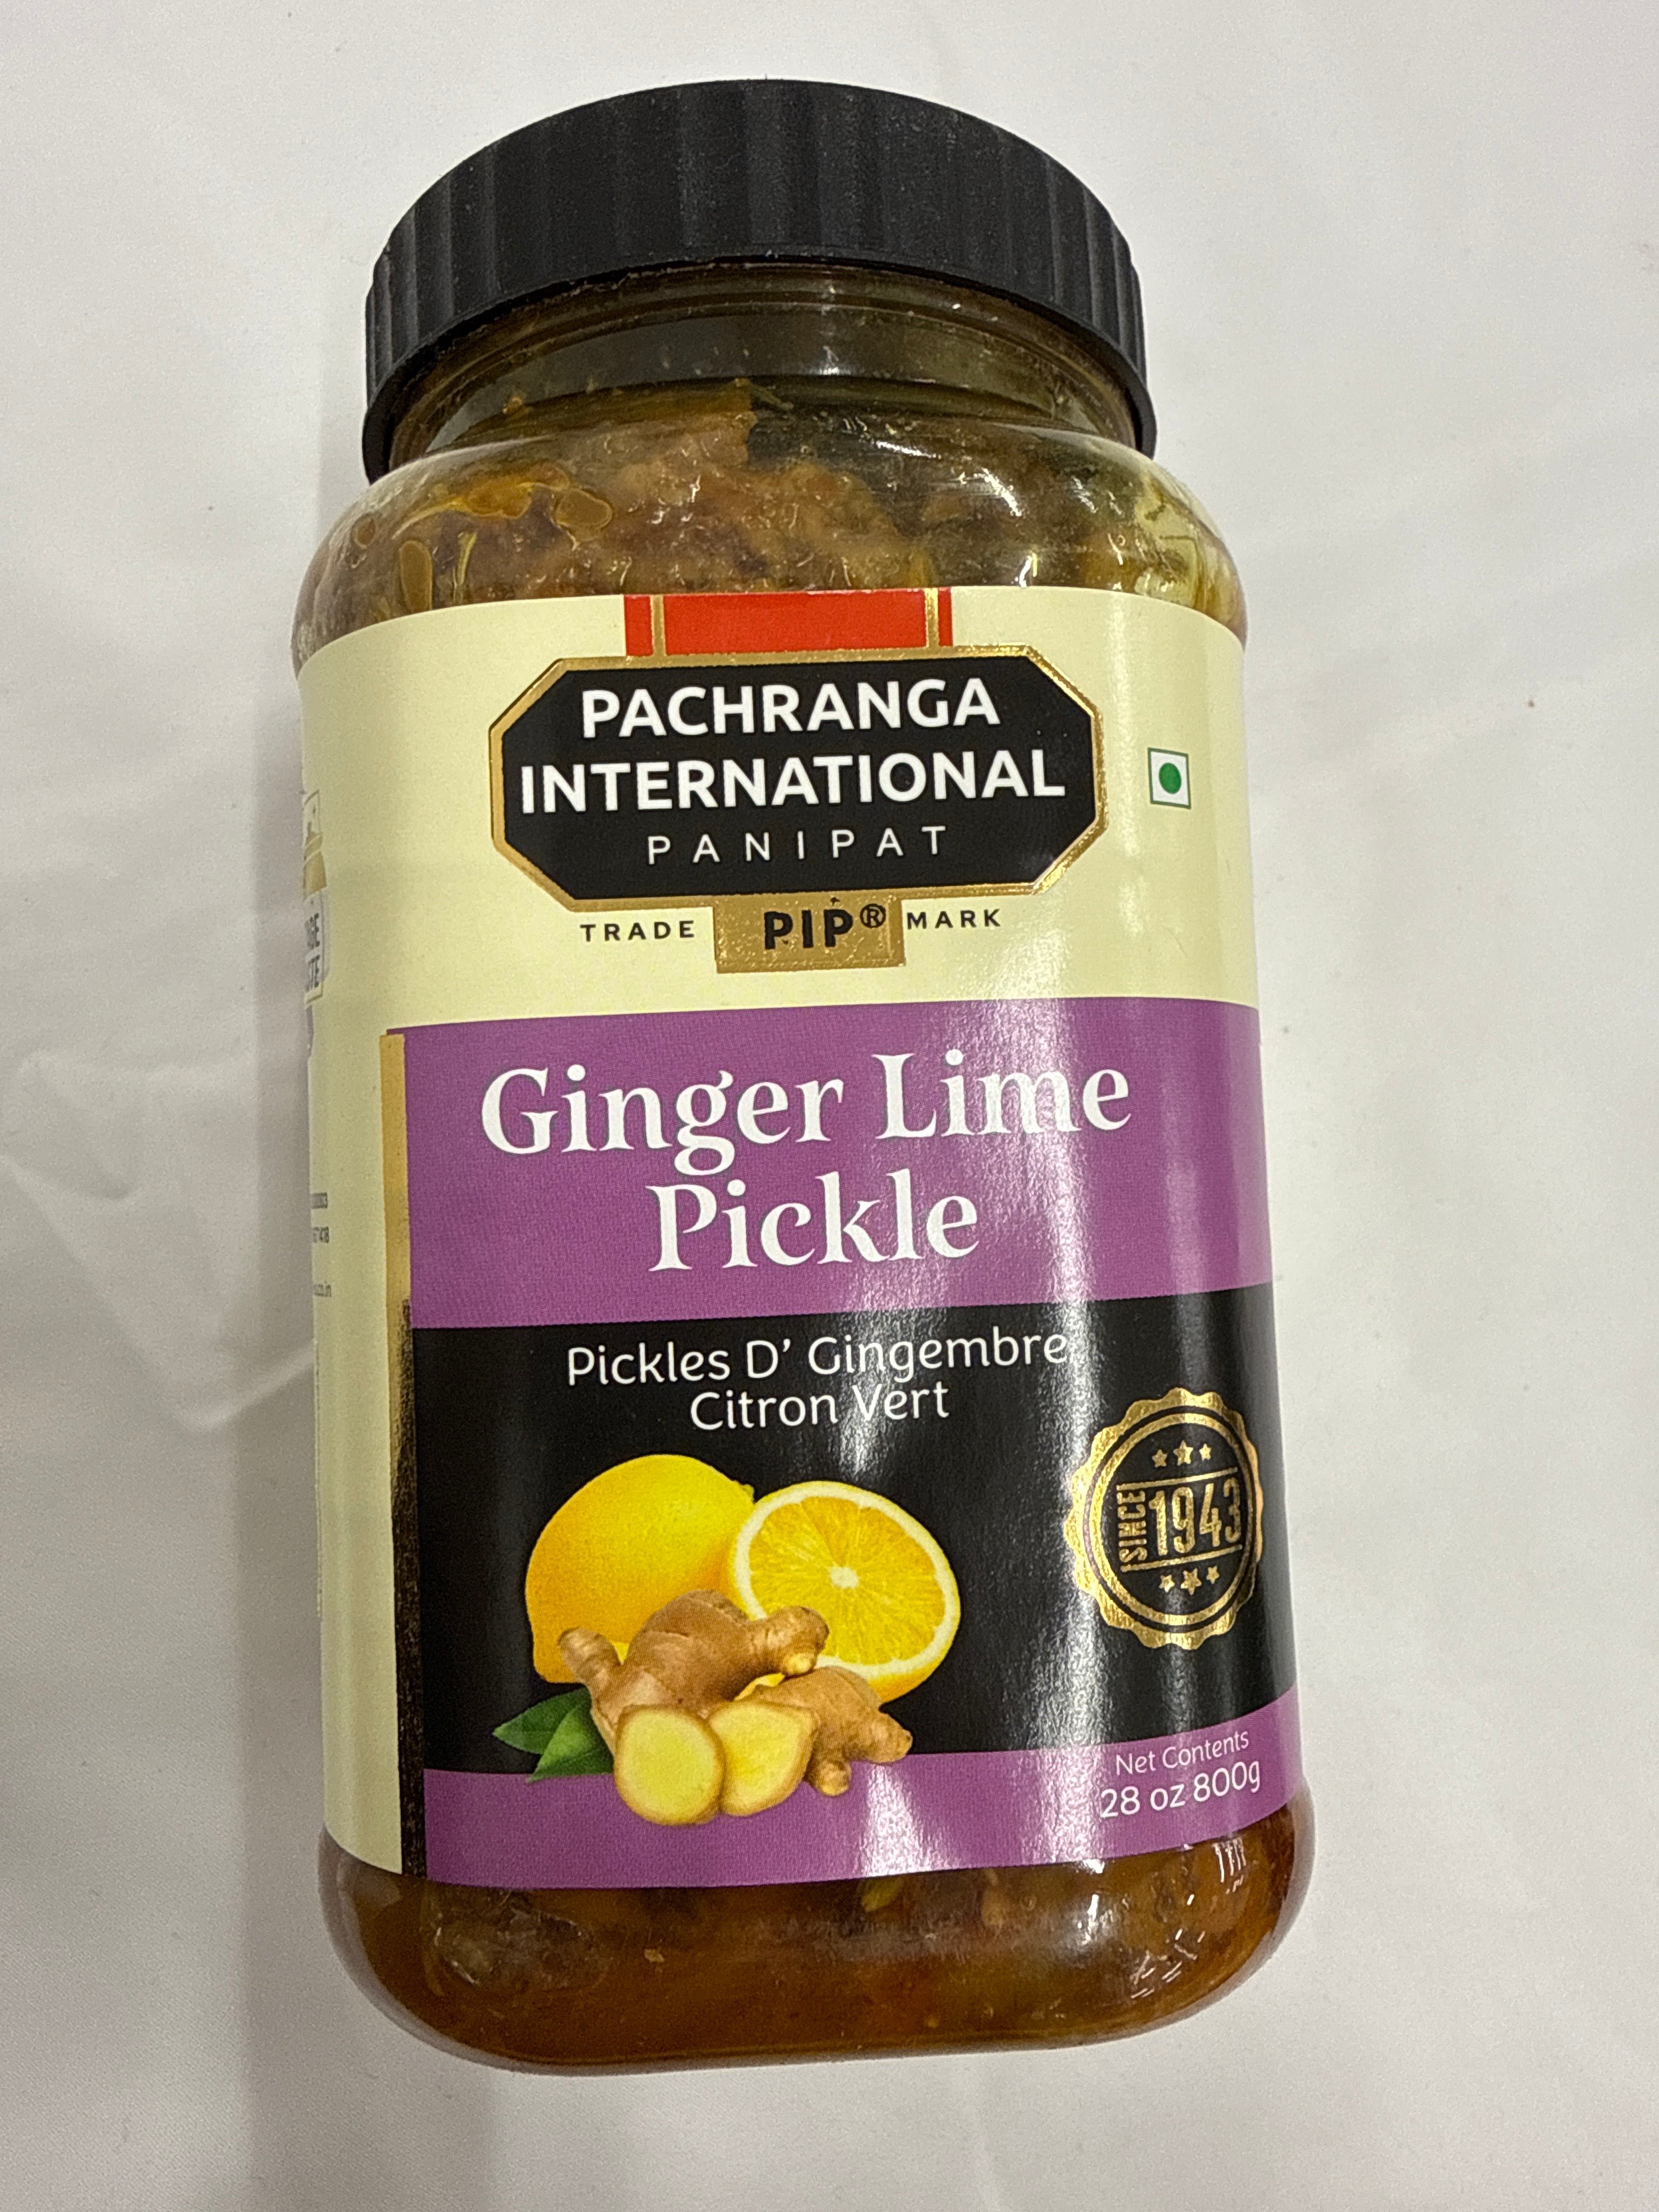 PACHRANGA
INTERNATIONAL
PANIPAT
TRADE PIP® MARK
Ginger Lime
Pickle
Pickles D' Gingembre
Citron Vert
SINCE 1943
Net Contents
28 oz 800g